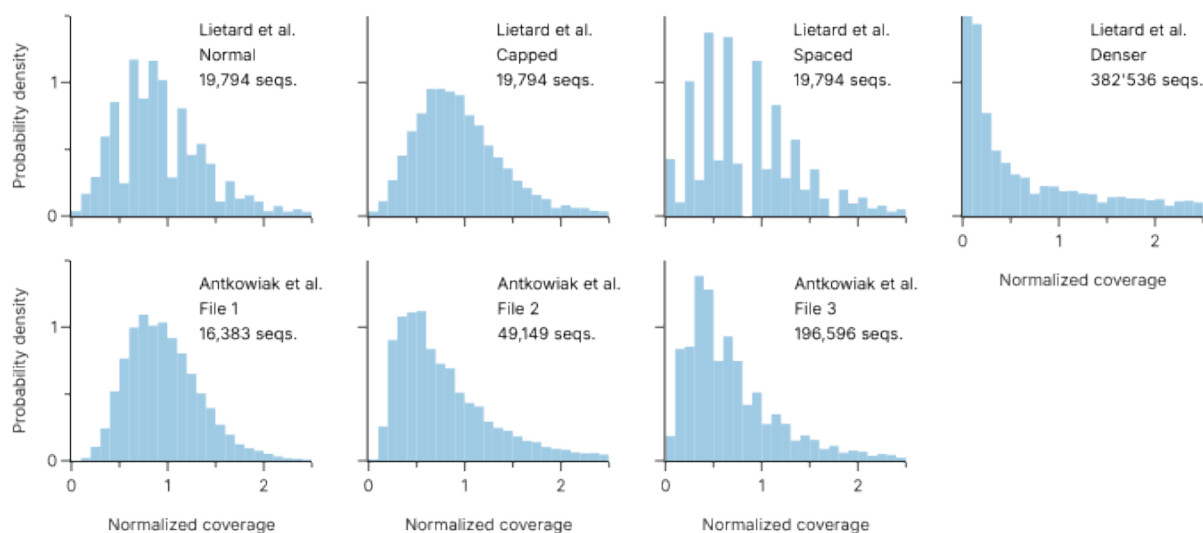 Lietard et al.
Normal
19,794 seqs.
Lietard et al.
Capped
19,794 seqs.
Lietard et al.
Spaced
19,794 seqs.
Lietard et al.
Denser
382'536 seqs.
Probability density
1
0
0
1
2
Normalized coverage
Antkowiak et al.
File 1
16,383 seqs.
Antkowiak et al.
File 2
49,149 seqs.
Antkowiak et al.
File 3
196,596 seqs.
Probability density
1
0
0
1
2
0
1
2
0
1
2
Normalized coverage
Normalized coverage
Normalized coverage